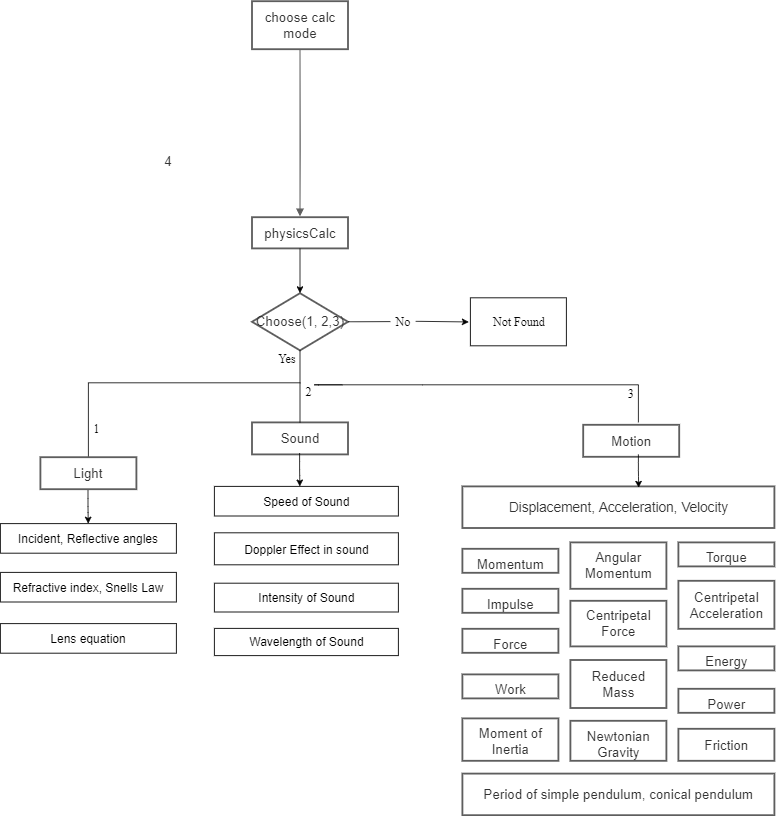 choose calc
mode
4
physicsCalc
Choose(1, 2,3)
No
Not Found
Yes
2
3
1
Light
Sound
Motion
Incident, Reflective angles
Refractive index, Snells Law
Lens equation
Speed of Sound
Doppler Effect in sound
Intensity of Sound
Wavelength of Sound
Displacement, Acceleration, Velocity
Momentum
Impulse
Force
Work
Moment of
Inertia
Angular
Momentum
Centripetal
Force
Reduced
Mass
Newtonian
Gravity
Torque
Centripetal
Acceleration
Energy
Power
Friction
Period of simple pendulum, conical pendulum